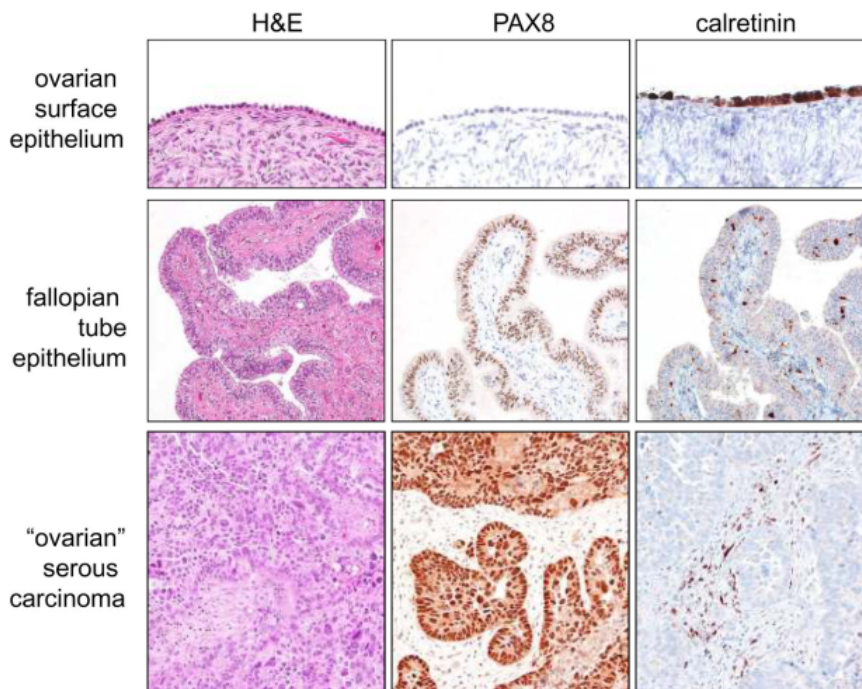 H&E
PAX8
calretinin
ovarian
surface
epithelium
fallopian
tube
epithelium
“ovarian”
serous
carcinoma